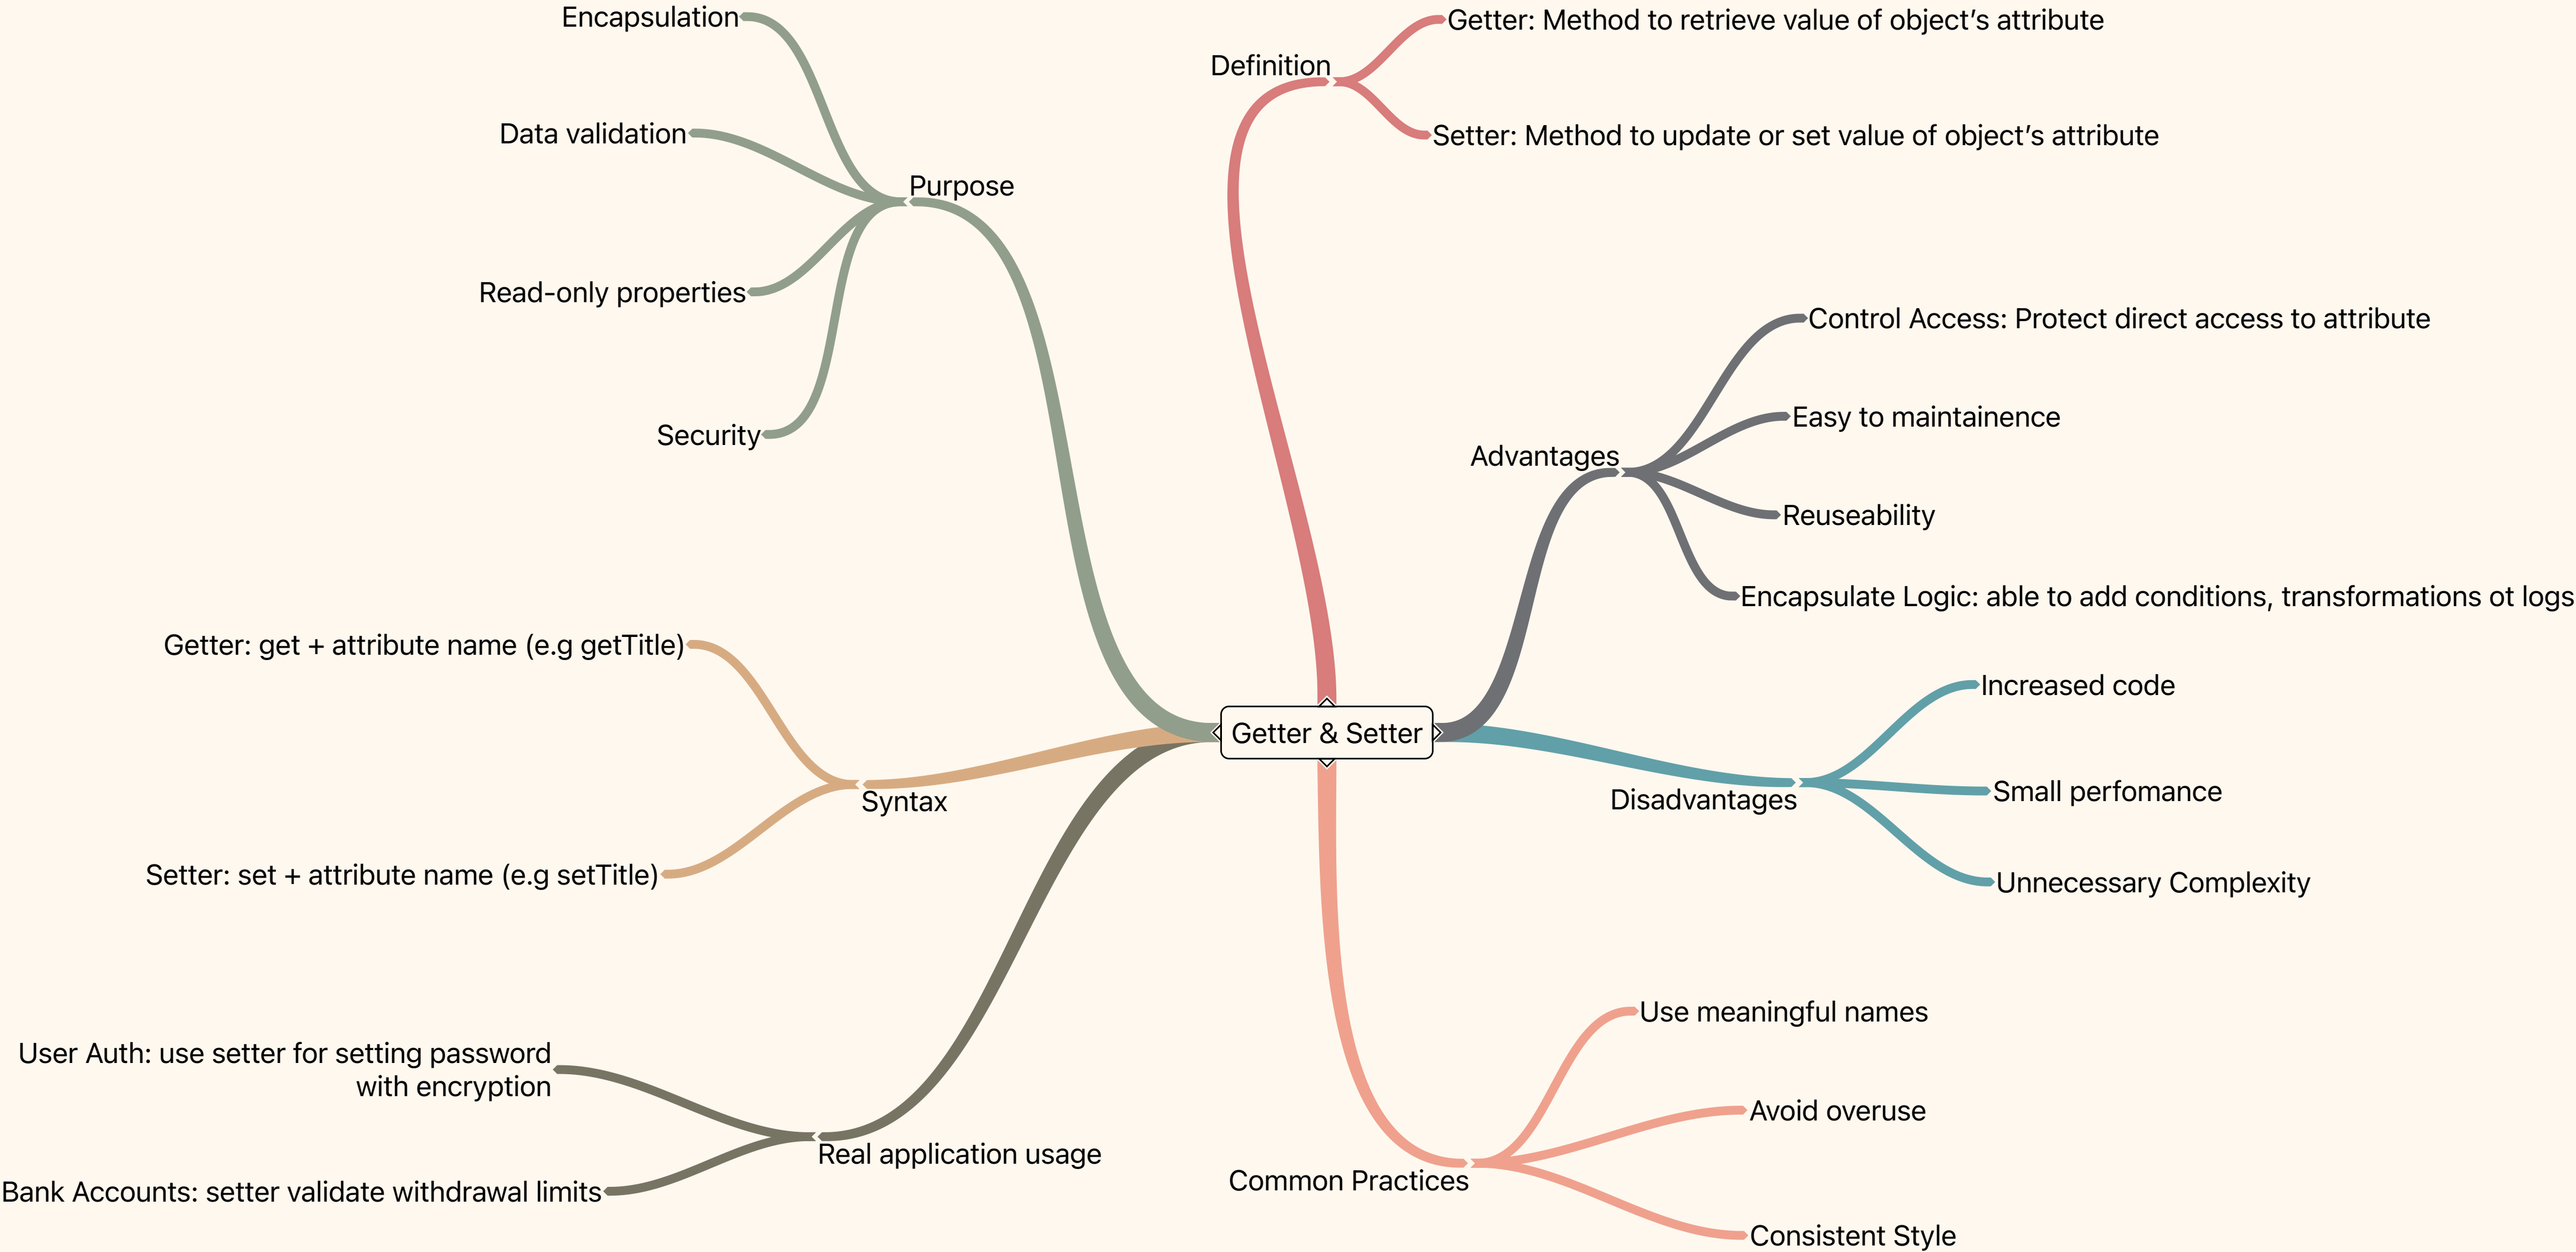 Getter & Setter
Definition
Getter: Method to retrieve value of object’s attribute
Setter: Method to update or set value of object’s attribute
Advantages
Control Access: Protect direct access to attribute
Easy to maintainence
Reuseability
Encapsulate Logic: able to add conditions, transformations ot logs
Disadvantages
Increased code
Small perfomance
Unnecessary Complexity
Common Practices
Use meaningful names
Avoid overuse
Consistent Style
Purpose
Encapsulation
Data validation
Read-only properties
Security
Syntax
Getter: get + attribute name (e.g getTitle)
Setter: set + attribute name (e.g setTitle)
Real application usage
User Auth: use setter for setting password
with encryption
Bank Accounts: setter validate withdrawal limits